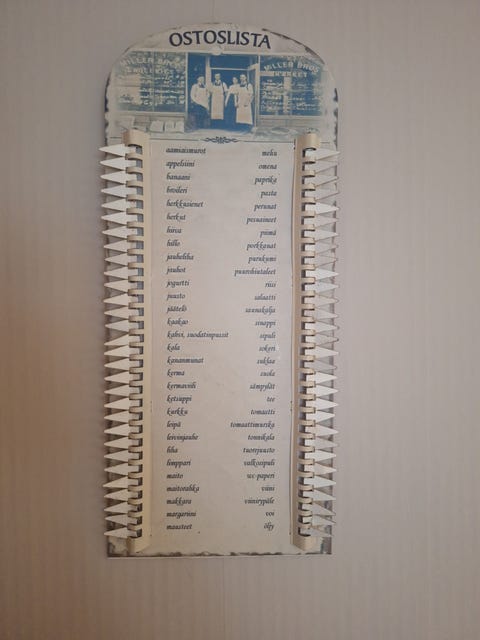 OSTOSLISTA
MILLER BROS
MILLER BROS
GROCERIES
MARKET
aamiaismurot mehu
appelsiini omena
banaani paprika
broileri pasta
herkkusienet perunat
herkut pesuaineet
hiiva piimä
hillo porkkanat
jauheliha purukumi
jauhot puurohiutaleet
jogurtti riisi
juusto salaatti
jäätelö saunakalja
kaakao sinappi
kahvi, suodatinpussit sipuli
kala sokeri
kananmunat suklaa
kerma suola
kermaviili sämpylät
ketsuppi tee
kurkku tomaatti
leipä tomaattimurska
leivinjauhe tonnikala
liha tuorejuusto
limppari valkosipuli
maito wc-paperi
maitorahka viini
makkara viinirypäle
margariini voi
mausteet öljy